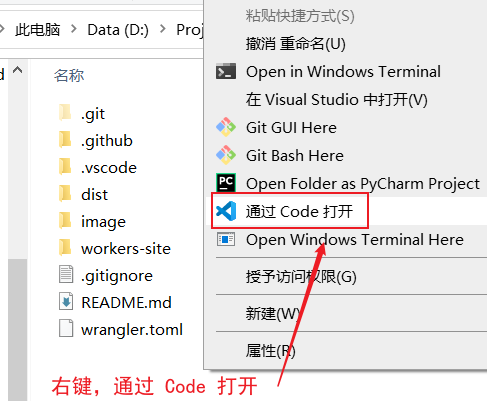 此电脑 > Data (D:) > Proj
名称
.git
.github
.vscode
dist
image
workers-site
.gitignore
README.md
wrangler.toml
粘贴快捷方式(S)
撤消 重命名(U)
Open in Windows Terminal
在 Visual Studio 中打开(V)
Git GUI Here
Git Bash Here
PC Open Folder as PyCharm Project
通过 Code 打开
Open Windows Terminal Here
授予访问权限(G)
新建(W)
属性(R)
右键，通过 Code 打开